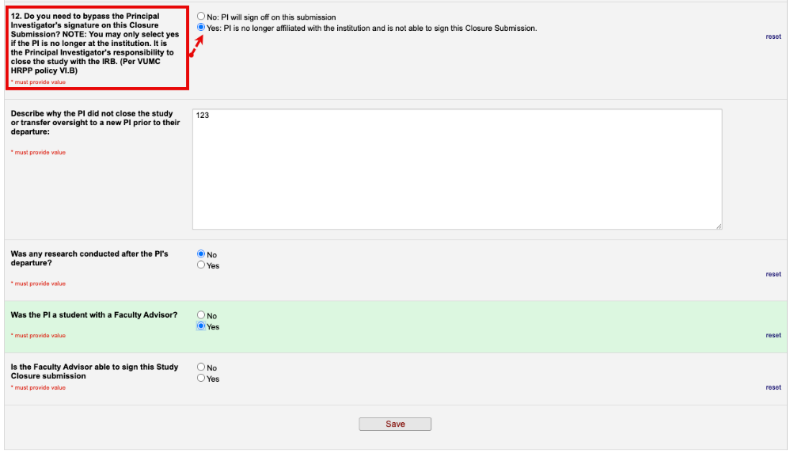 12. Do you need to bypass the Principal
Investigator's signature on this Closure
Submission? NOTE: You may only select yes
if the PI is no longer at the institution. It is
the Principal Investigator's responsibility to
close the study with the IRB. (Per VUMC
HRPP policy VI.B)
* must provide value
No: PI will sign off on this submission
Yes: PI is no longer affiliated with the institution and is not able to sign this Closure Submission.
reset
Describe why the PI did not close the study
or transfer oversight to a new PI prior to their
departure:
* must provide value
123
Was any research conducted after the PI's
departure?
* must provide value
No
Yes
reset
Was the PI a student with a Faculty Advisor?
* must provide value
No
Yes
reset
Is the Faculty Advisor able to sign this Study
Closure submission
* must provide value
No
Yes
reset
Save